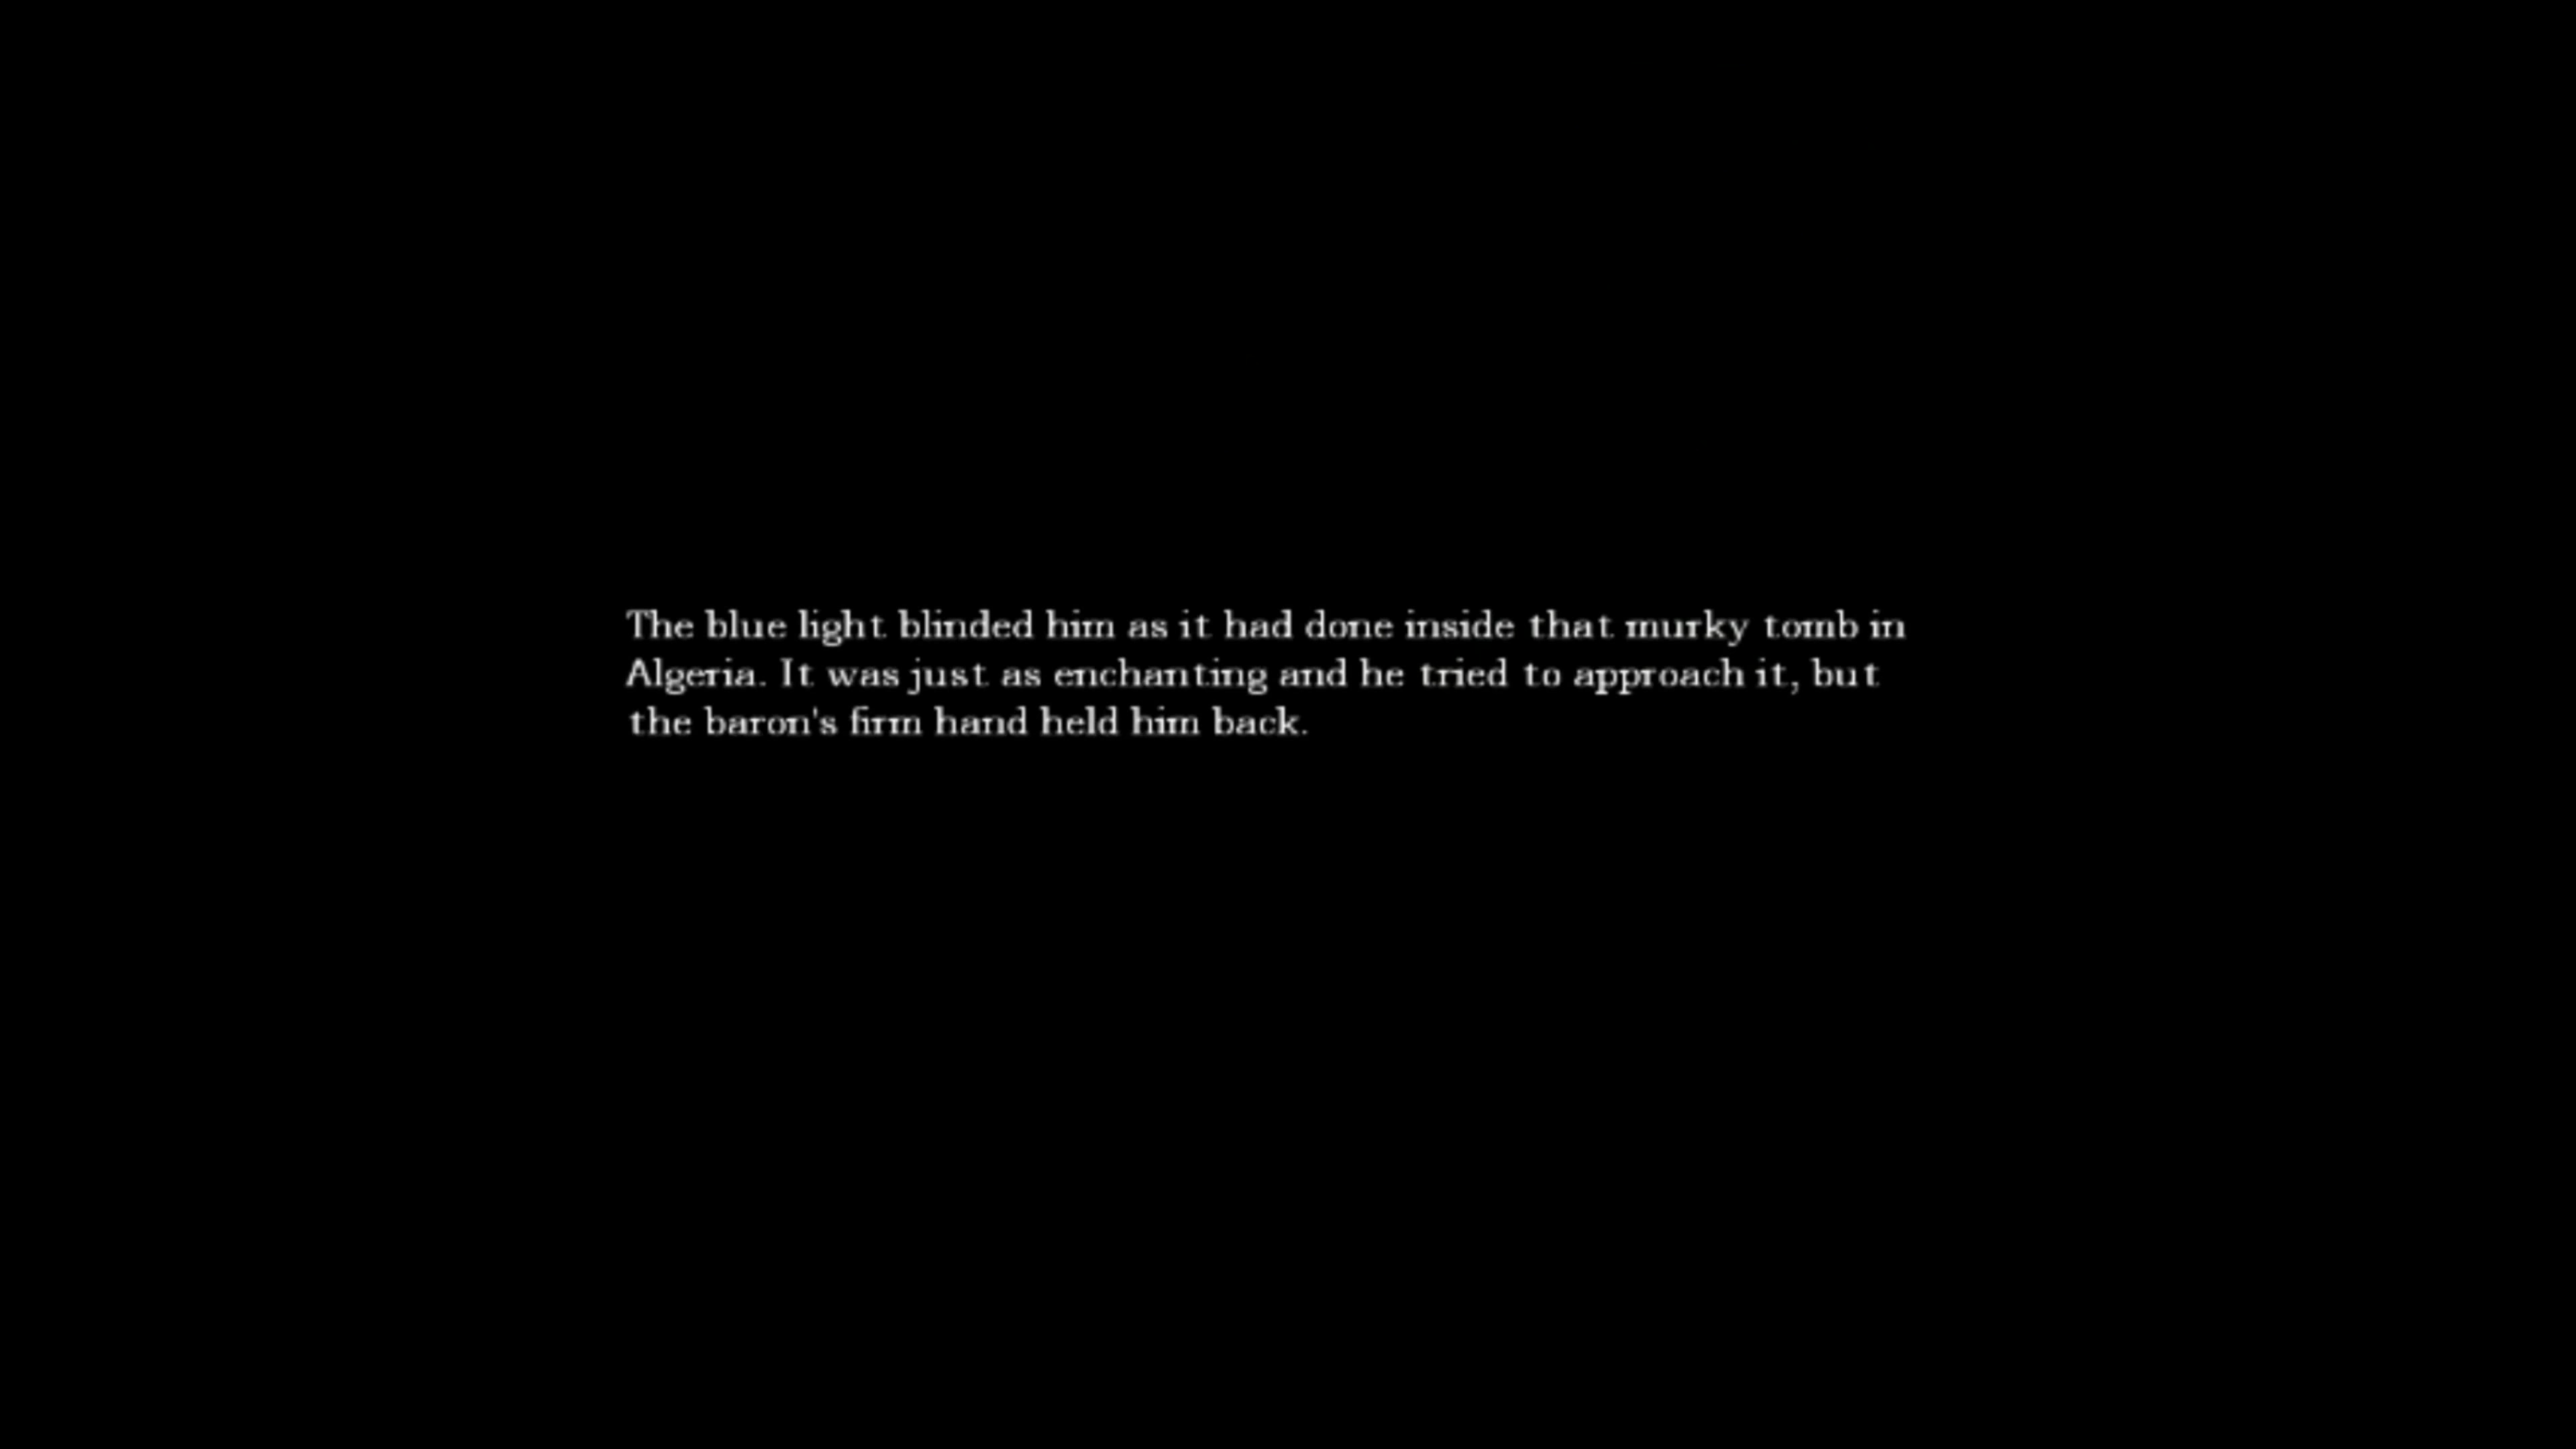 The blue light blinded him as it had done inside that murky tomb in
Algeria. It was just as enchanting and he tried to approach it, but
the baron's firm hand held him back.